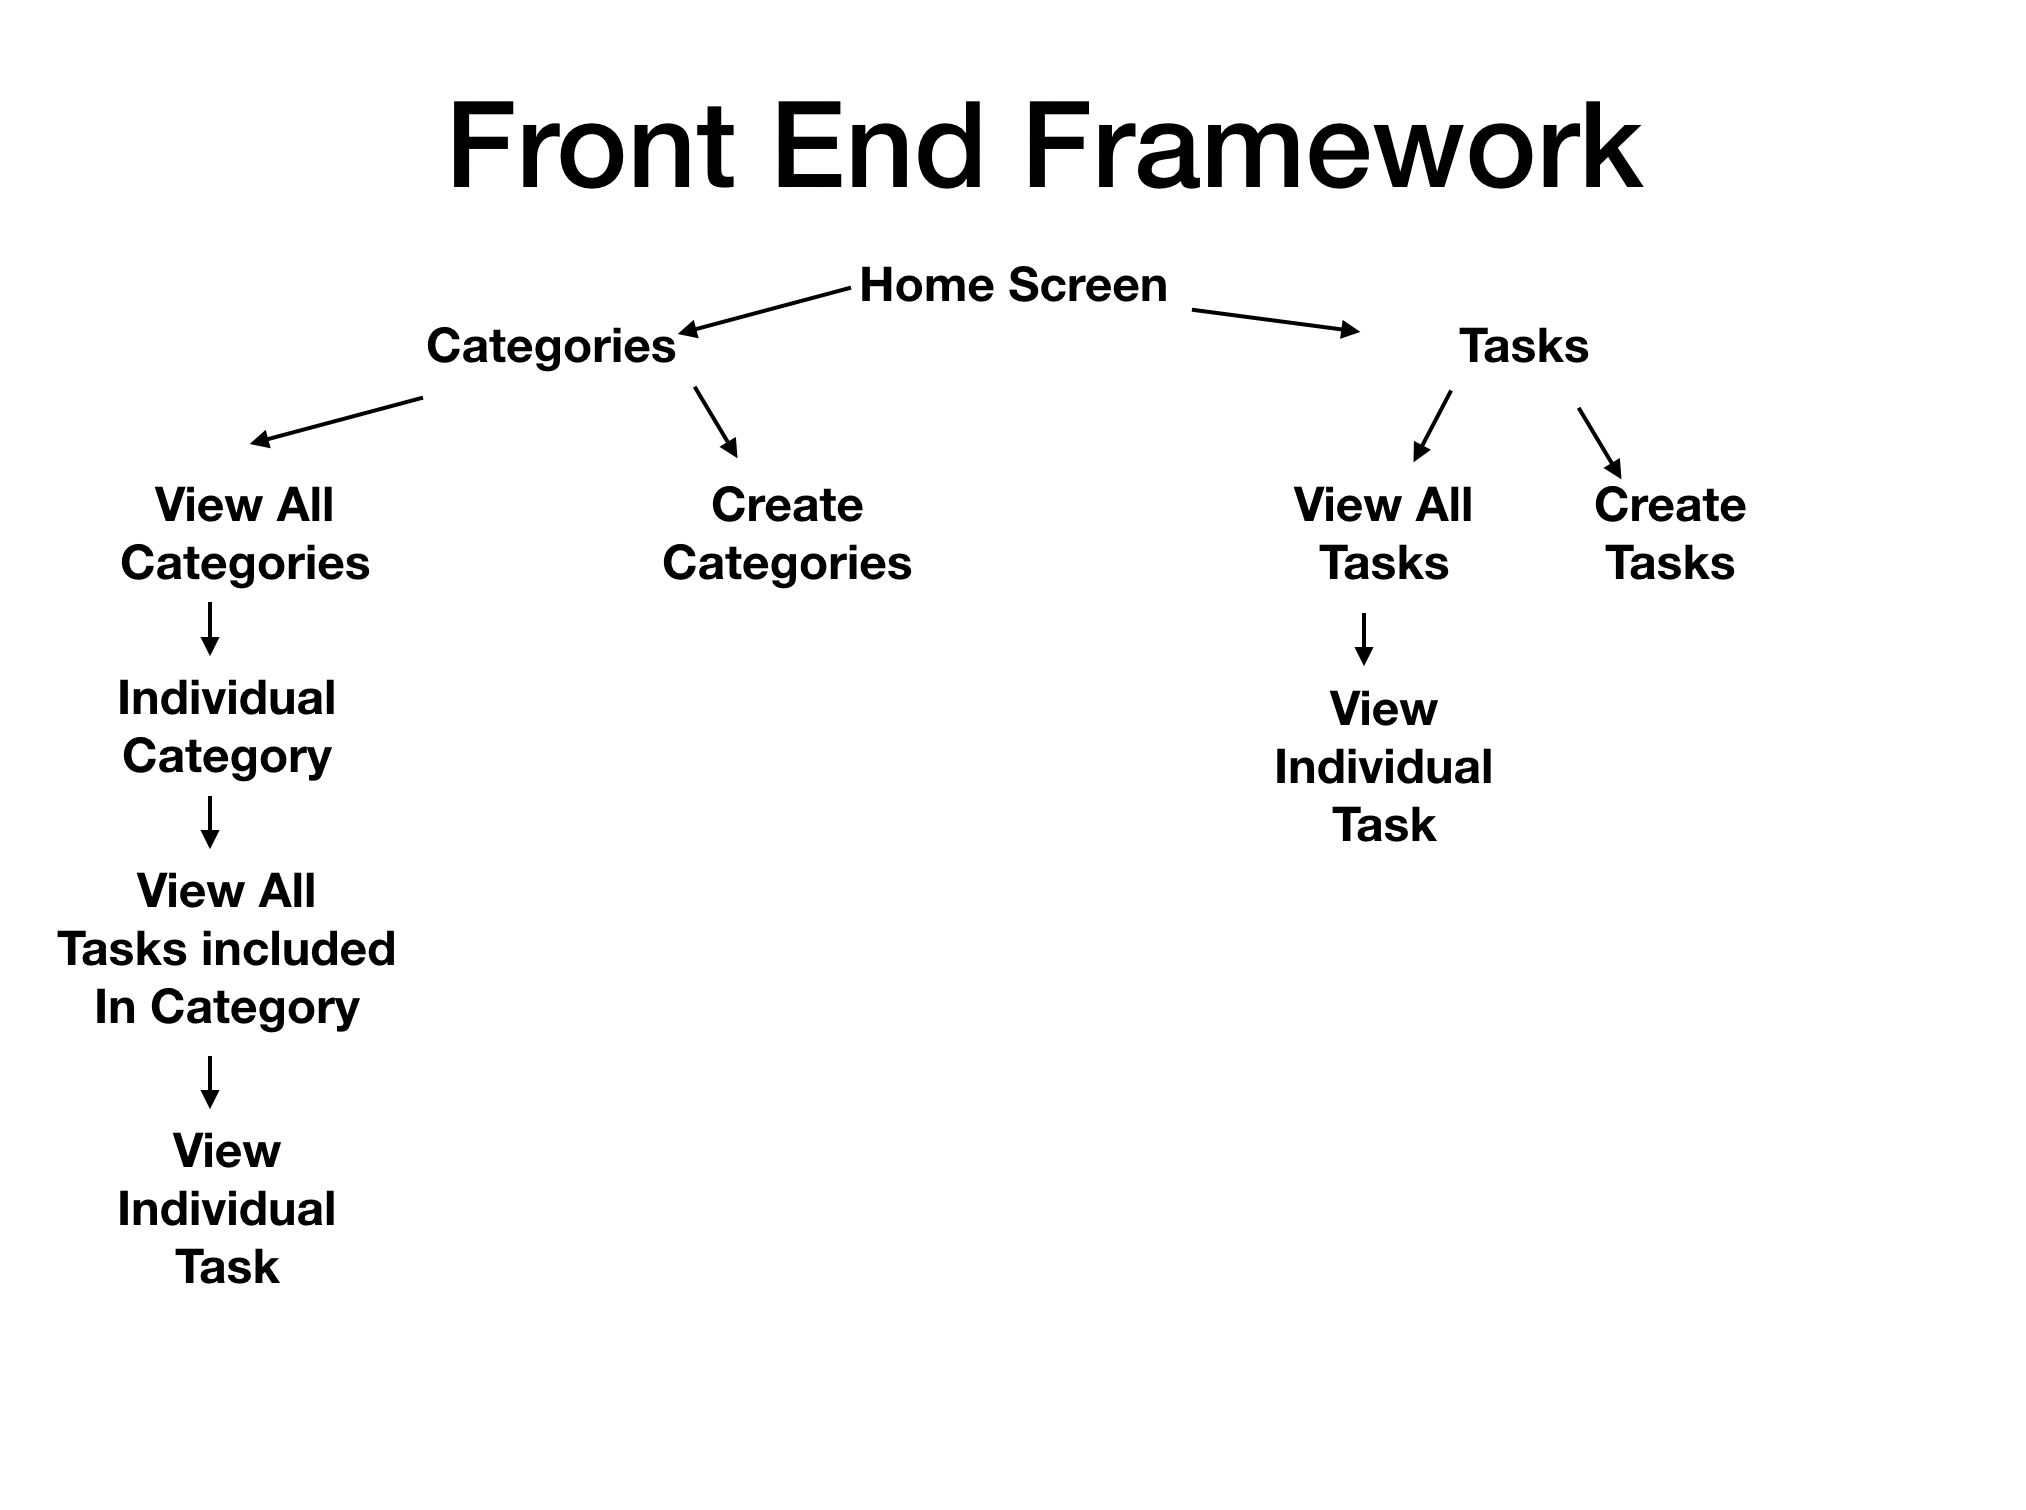 Front End Framework
Home Screen
Categories
Tasks
View All
Categories
Create
Categories
View All
Tasks
Create
Tasks
Individual
Category
View
Individual
Task
View All
Tasks included
In Category
View
Individual
Task